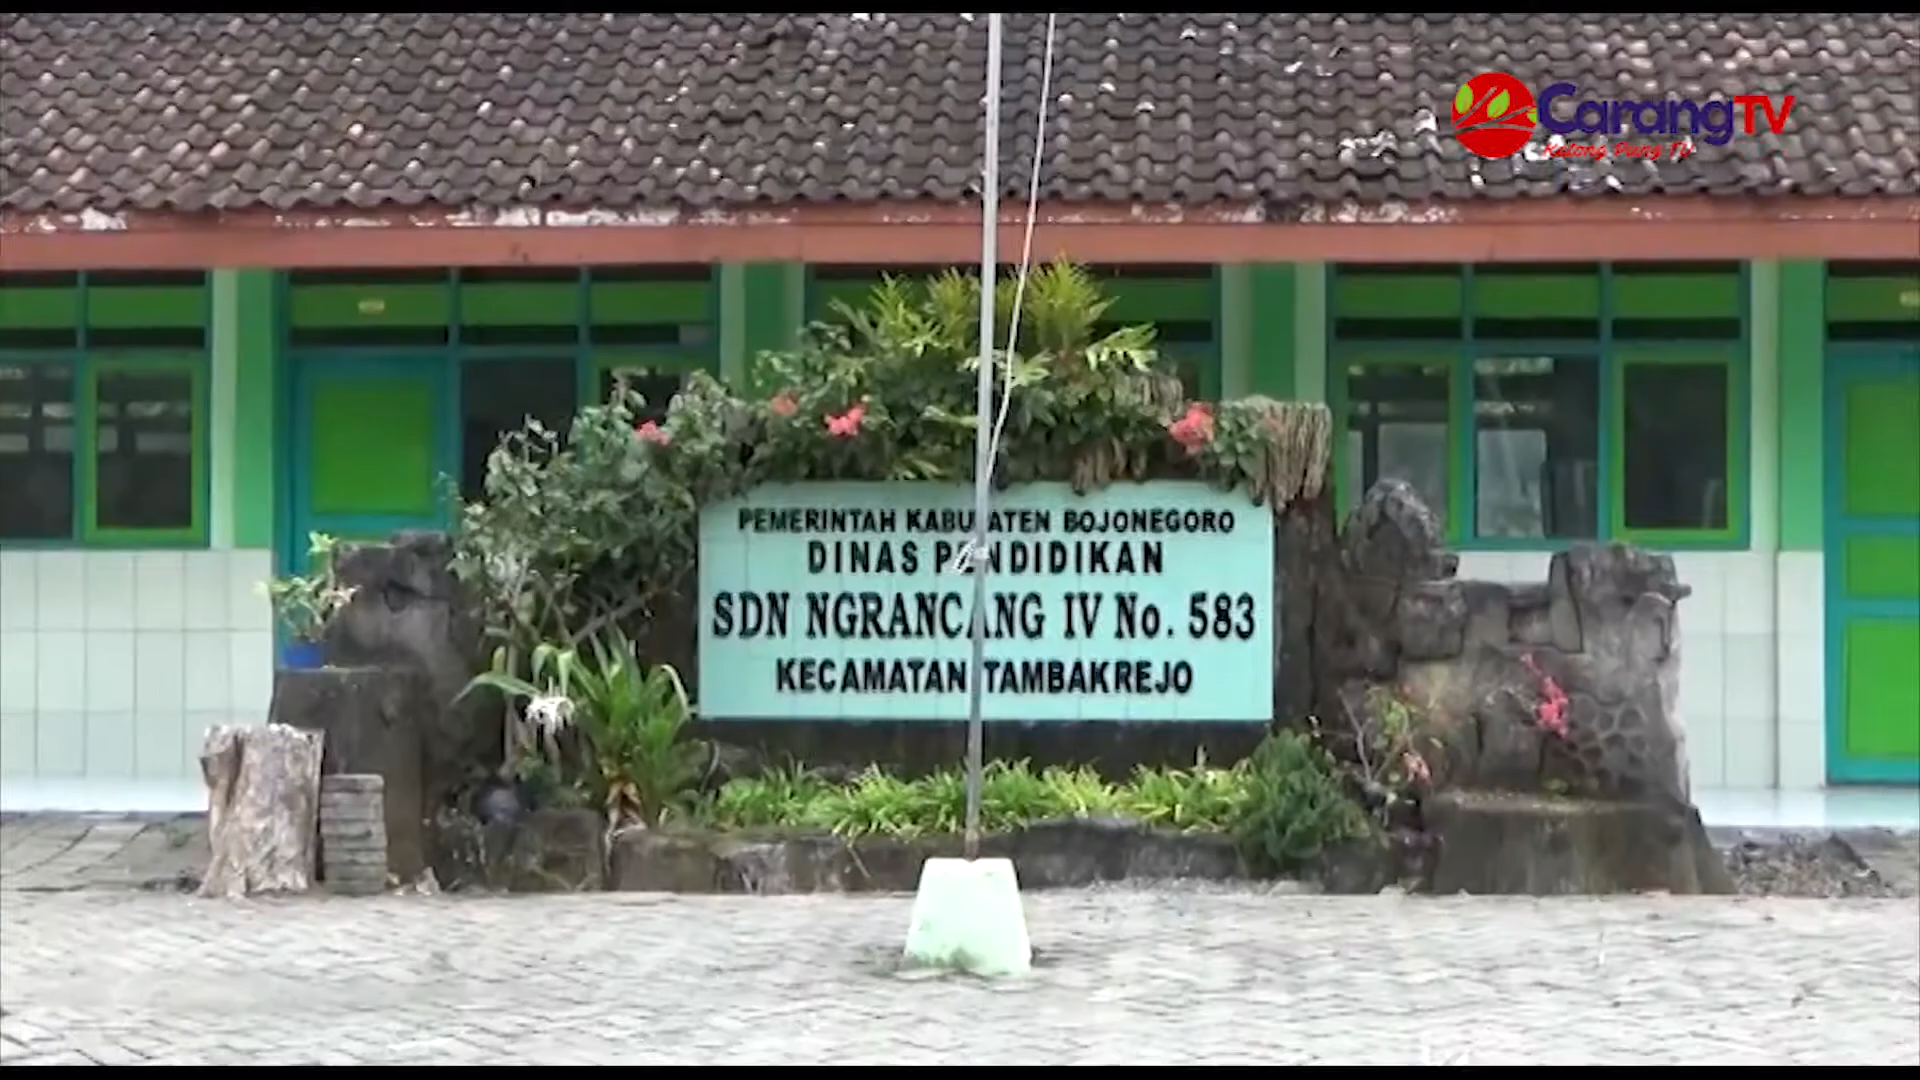 CarangTV
PEMERINTAH KABUPATEN BOJONEGORO
DINAS PENDIDIKAN
SDN NGRANCANG IV No. 583
KECAMATAN TAMBAKREJO